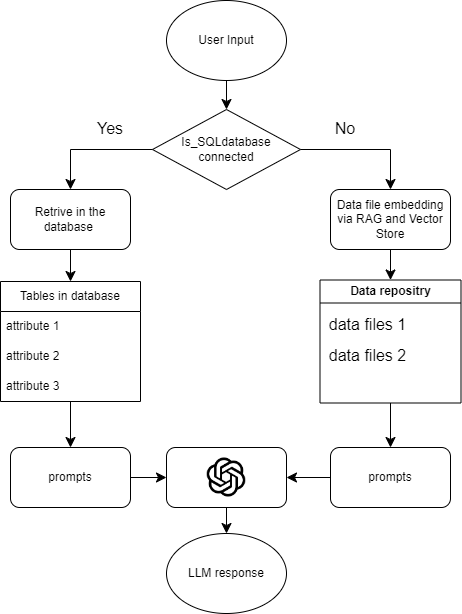 User Input
Yes
No
Is_SQLdatabase
connected
Retrive in the
database
Data file embedding
via RAG and Vector
Store
Tables in database
attribute 1
attribute 2
attribute 3
Data repositry
data files 1
data files 2
prompts
prompts
LLM response